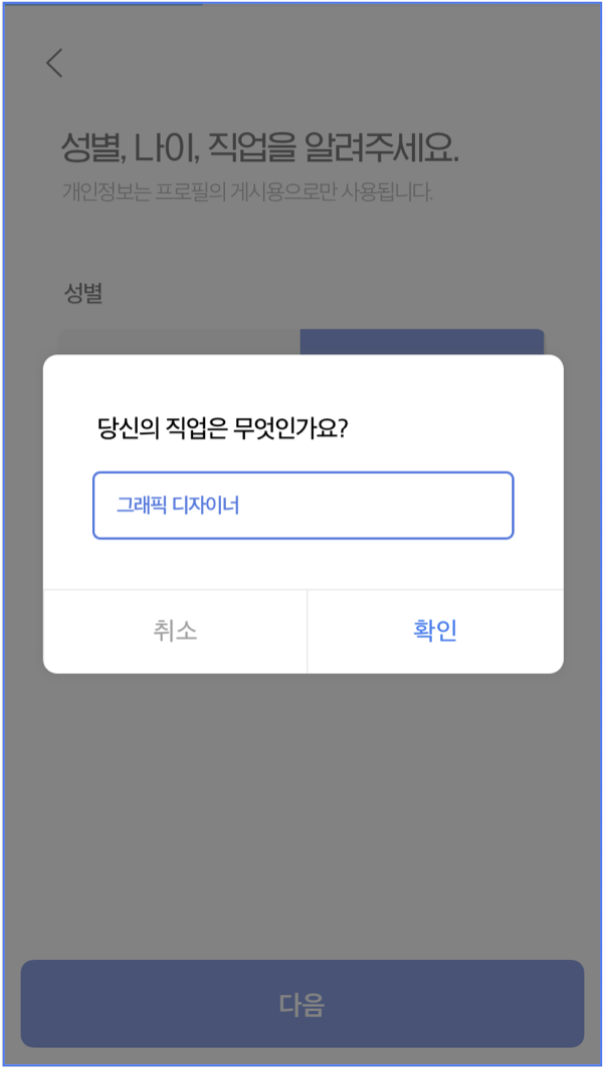 성별, 나이, 직업을 알려주세요.
개인정보는 프로필의 게시용으로만 사용됩니다.
성별
당신의 직업은 무엇인가요?
그래픽 디자이너
취소
확인
다음